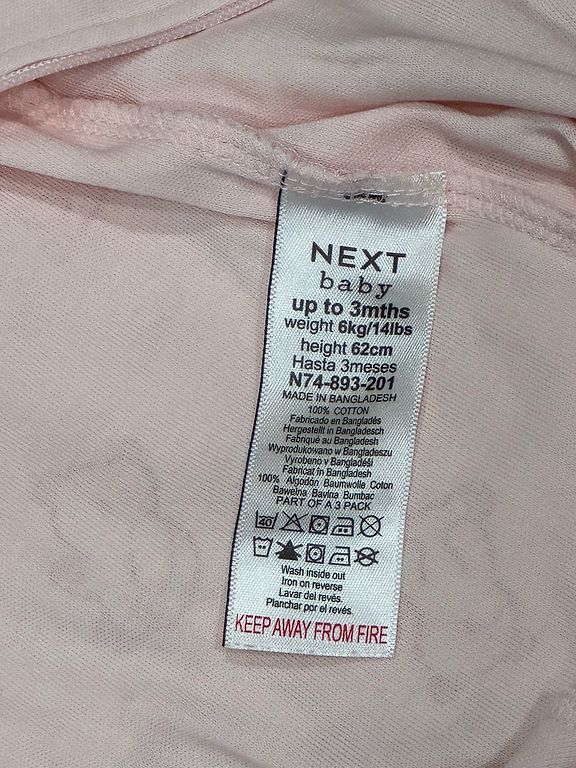 NEXT
baby
up to 3mths
weight 6kg/14lbs
height 62cm
Hasta 3meses
N74-893-201
MADE IN BANGLADESH
100% COTTON
Fabricado en Bangladés
Hergestellt in Bangladesch
Fabriqué au Bangladesh
Wyprodukowano w Bangladeszu
Vyrobeno v Bangladéši
Fabricat in Bangladesh
100% Algodón Baumwolle Coton
Bawełna Bavlna Bumbac
PART OF A 3 PACK
40
Wash inside out
Iron on reverse
Lavar del revés.
Planchar por el revés.
KEEP AWAY FROM FIRE